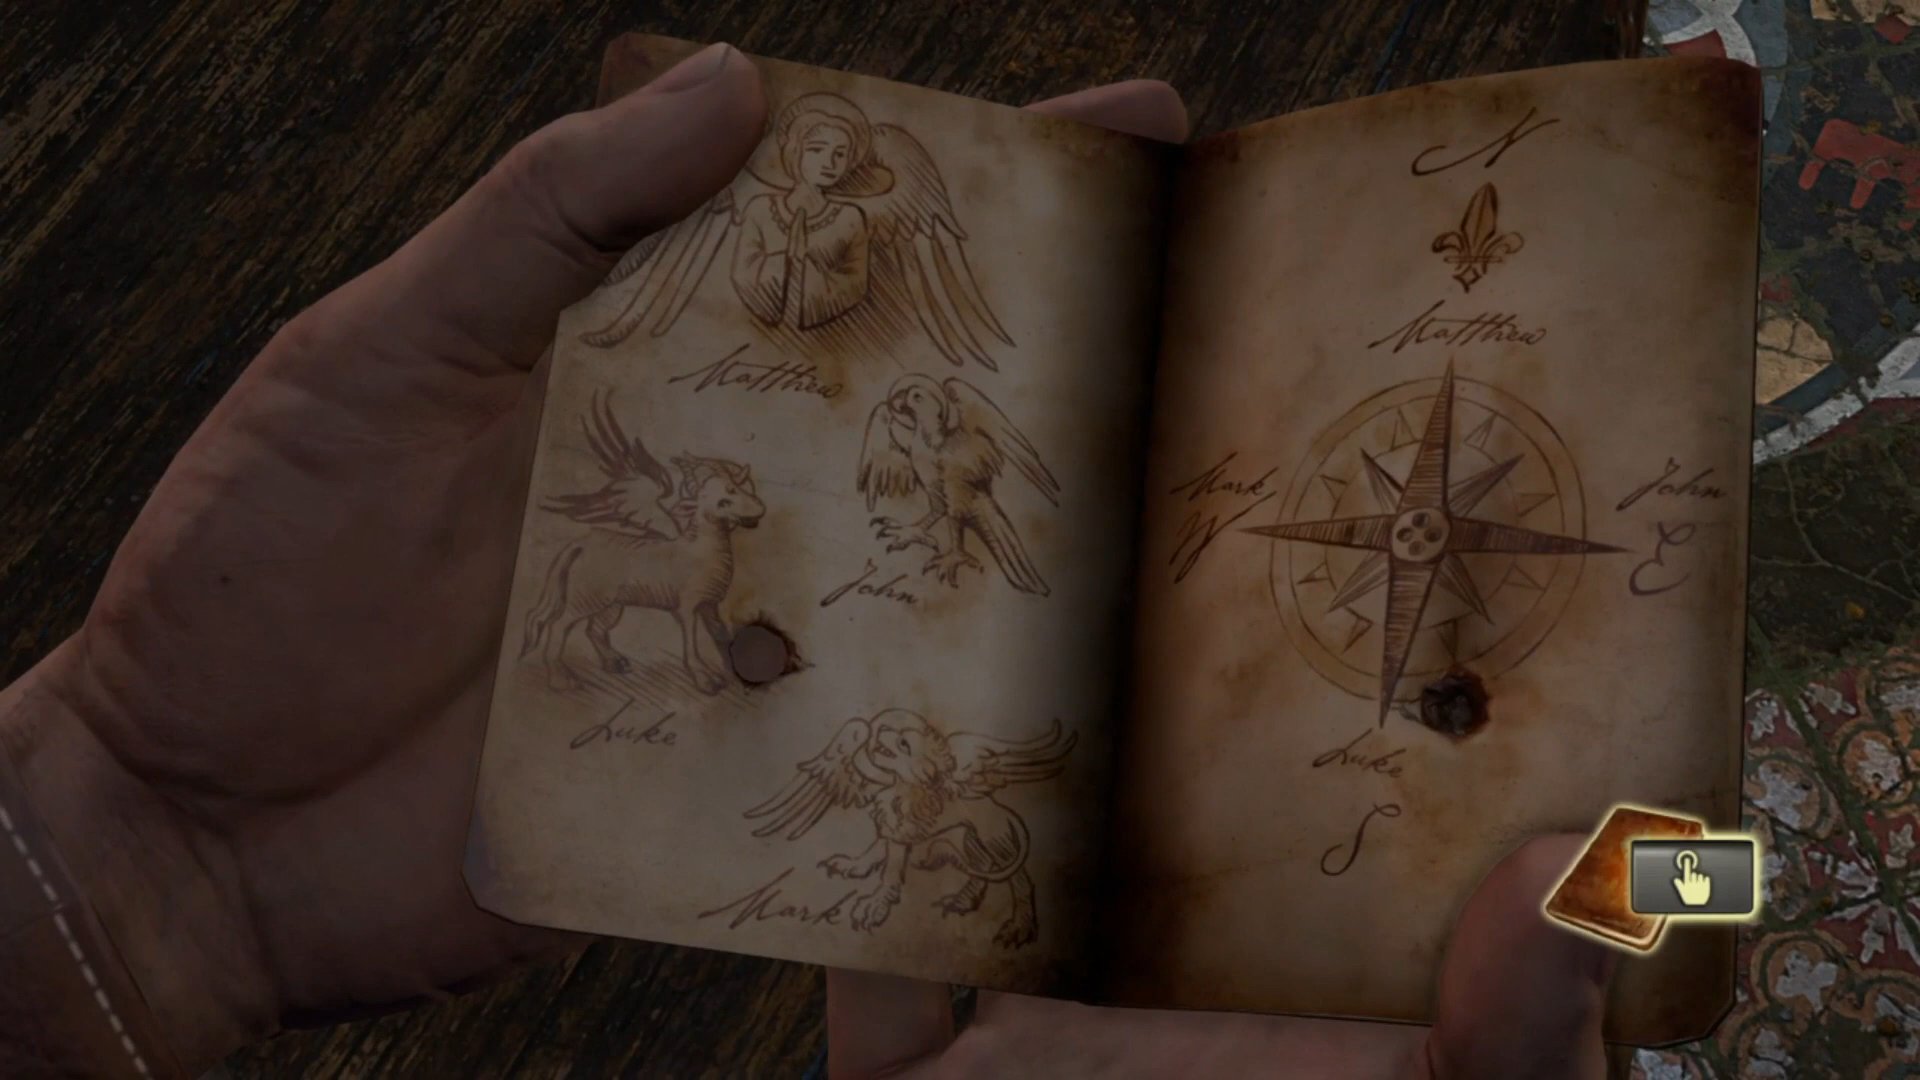 Matthew
John
Luke
Mark
N
Matthew
Mark
W
John
E
Luke
S